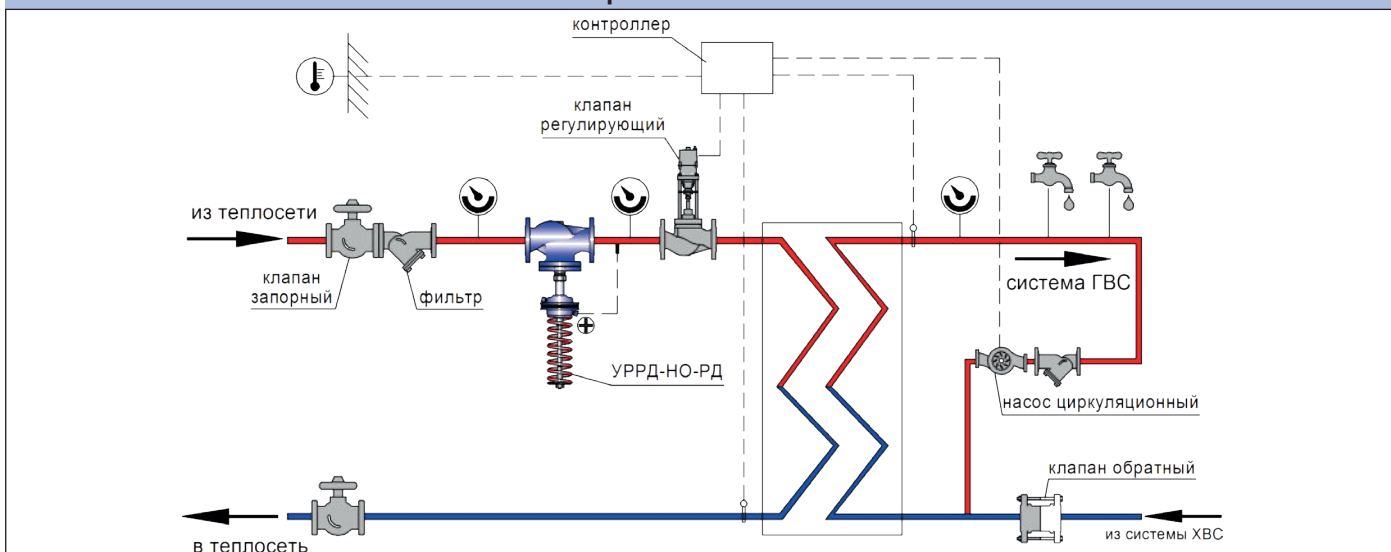 контроллер
клапан
регулирующий
из теплосети
клапан
запорный
фильтр
система ГВС
УРРД-НО-РД
насос циркуляционный
клапан обратный
из системы ХВС
в теплосеть